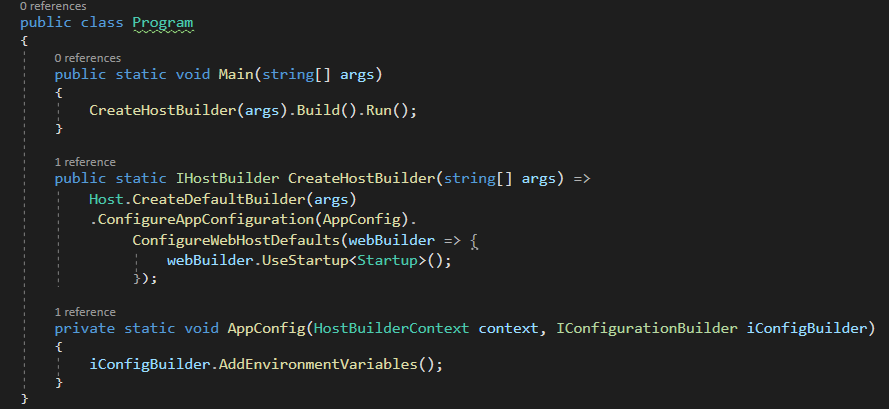 0 references
public class Program
{
0 references
public static void Main(string[] args)
{
CreateHostBuilder(args).Build().Run();
}
1 reference
public static IHostBuilder CreateHostBuilder(string[] args) =>
Host.CreateDefaultBuilder(args)
.ConfigureAppConfiguration(AppConfig).
ConfigureWebHostDefaults(webBuilder => {
webBuilder.UseStartup<Startup>();
});
1 reference
private static void AppConfig(HostBuilderContext context, IConfigurationBuilder iConfigBuilder)
{
iConfigBuilder.AddEnvironmentVariables();
}
}